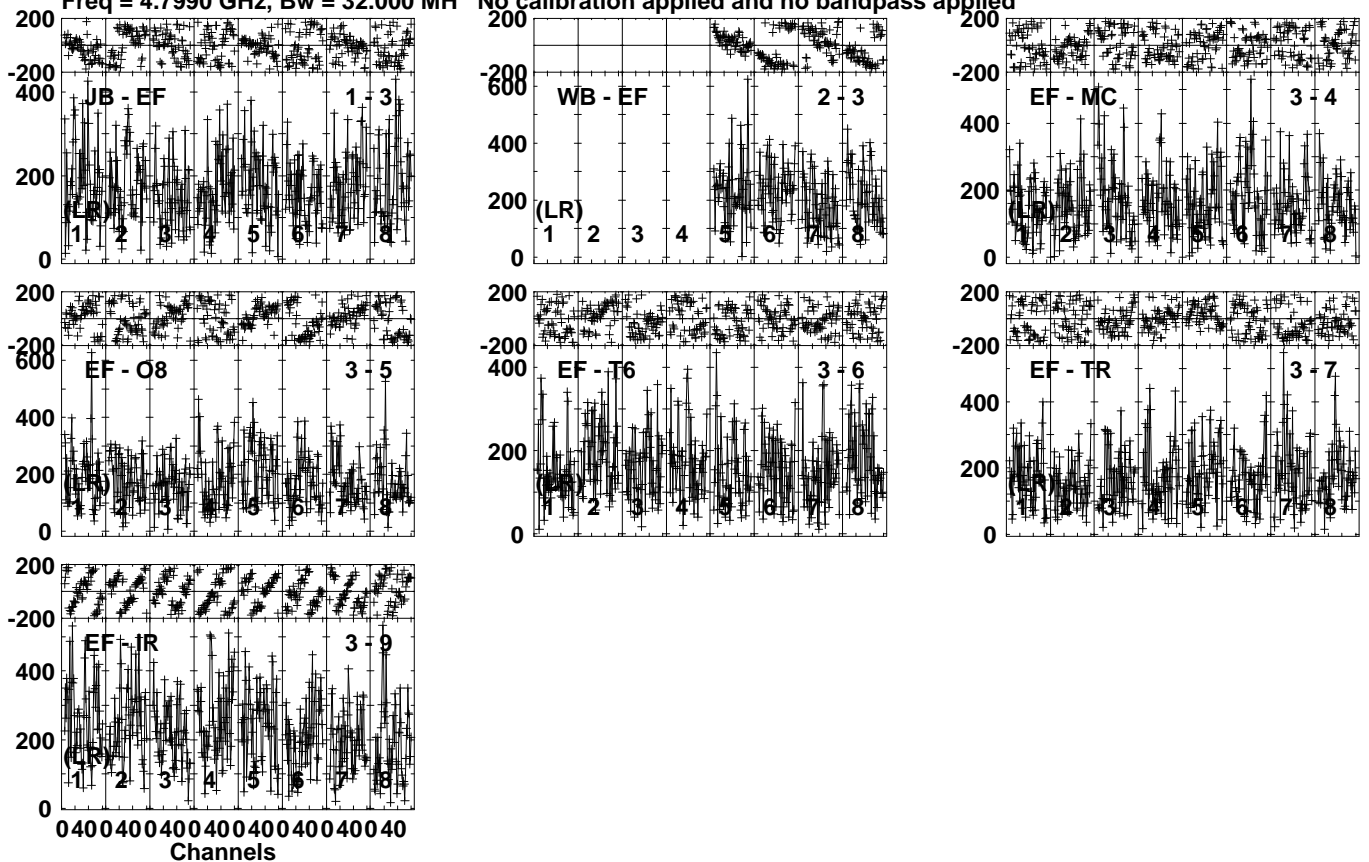 Freq = 4.7990 GHz, Bw = 32.000 MH No calibration applied and no bandpass applied
200
-200
400
200
0
JB - EF 1 - 3
(LR)
1 2 3 4 5 6 7 8
200
-200
600
400
200
0
WB - EF 2 - 3
(LR)
1 2 3 4 5 6 7 8
200
-200
400
200
0
EF - MC 3 - 4
(LR)
1 2 3 4 5 6 7 8
200
-200
600
400
200
0
EF - O8 3 - 5
(LR)
1 2 3 4 5 6 7 8
200
-200
400
200
0
EF - T6 3 - 6
(LR)
1 2 3 4 5 6 7 8
200
-200
400
200
0
EF - TR 3 - 7
(LR)
1 2 3 4 5 6 7 8
200
-200
400
200
0
EF - IR 3 - 9
(LR)
1 2 3 4 5 6 7 8
0 40 0 40 0 40 0 40 0 40 0 40 0 40 0 40
Channels